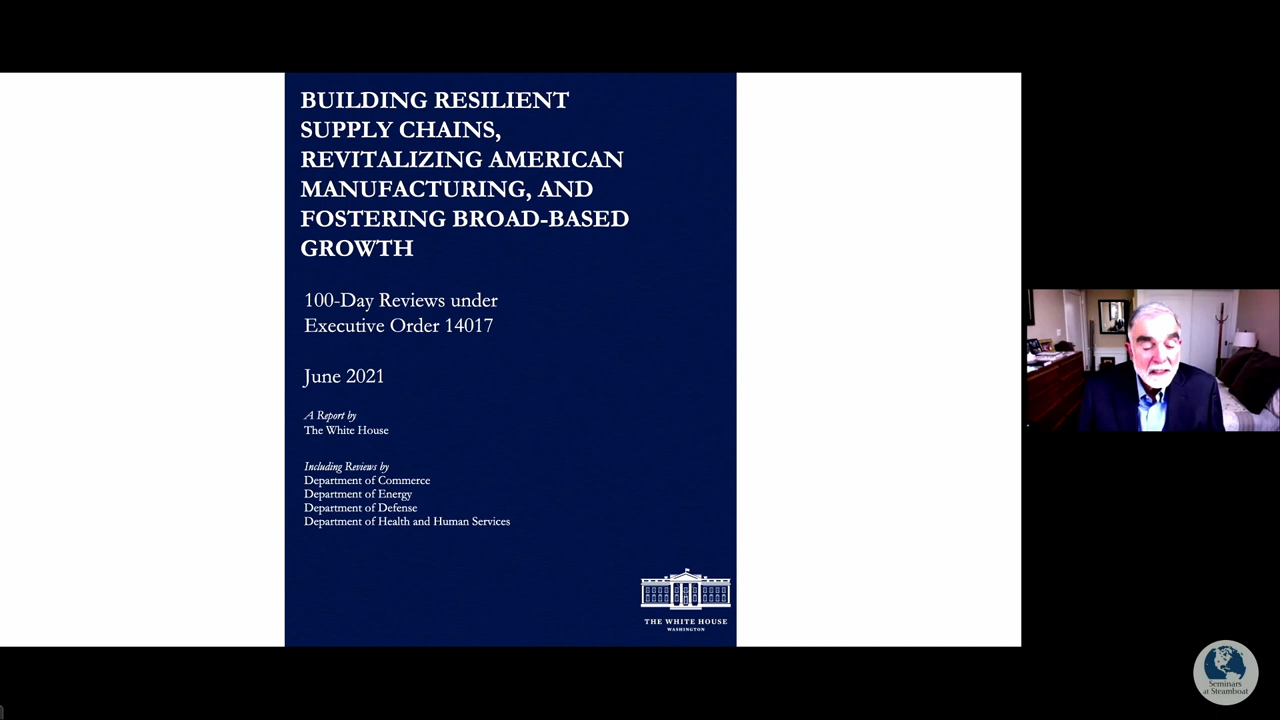 BUILDING RESILIENT
SUPPLY CHAINS,
REVITALIZING AMERICAN
MANUFACTURING, AND
FOSTERING BROAD-BASED
GROWTH
100-Day Reviews under
Executive Order 14017
June 2021
A Report by
The White House
Including Reviews by
Department of Commerce
Department of Energy
Department of Defense
Department of Health and Human Services
THE WHITE HOUSE
WASHINGTON
Seminars
at Steamboat